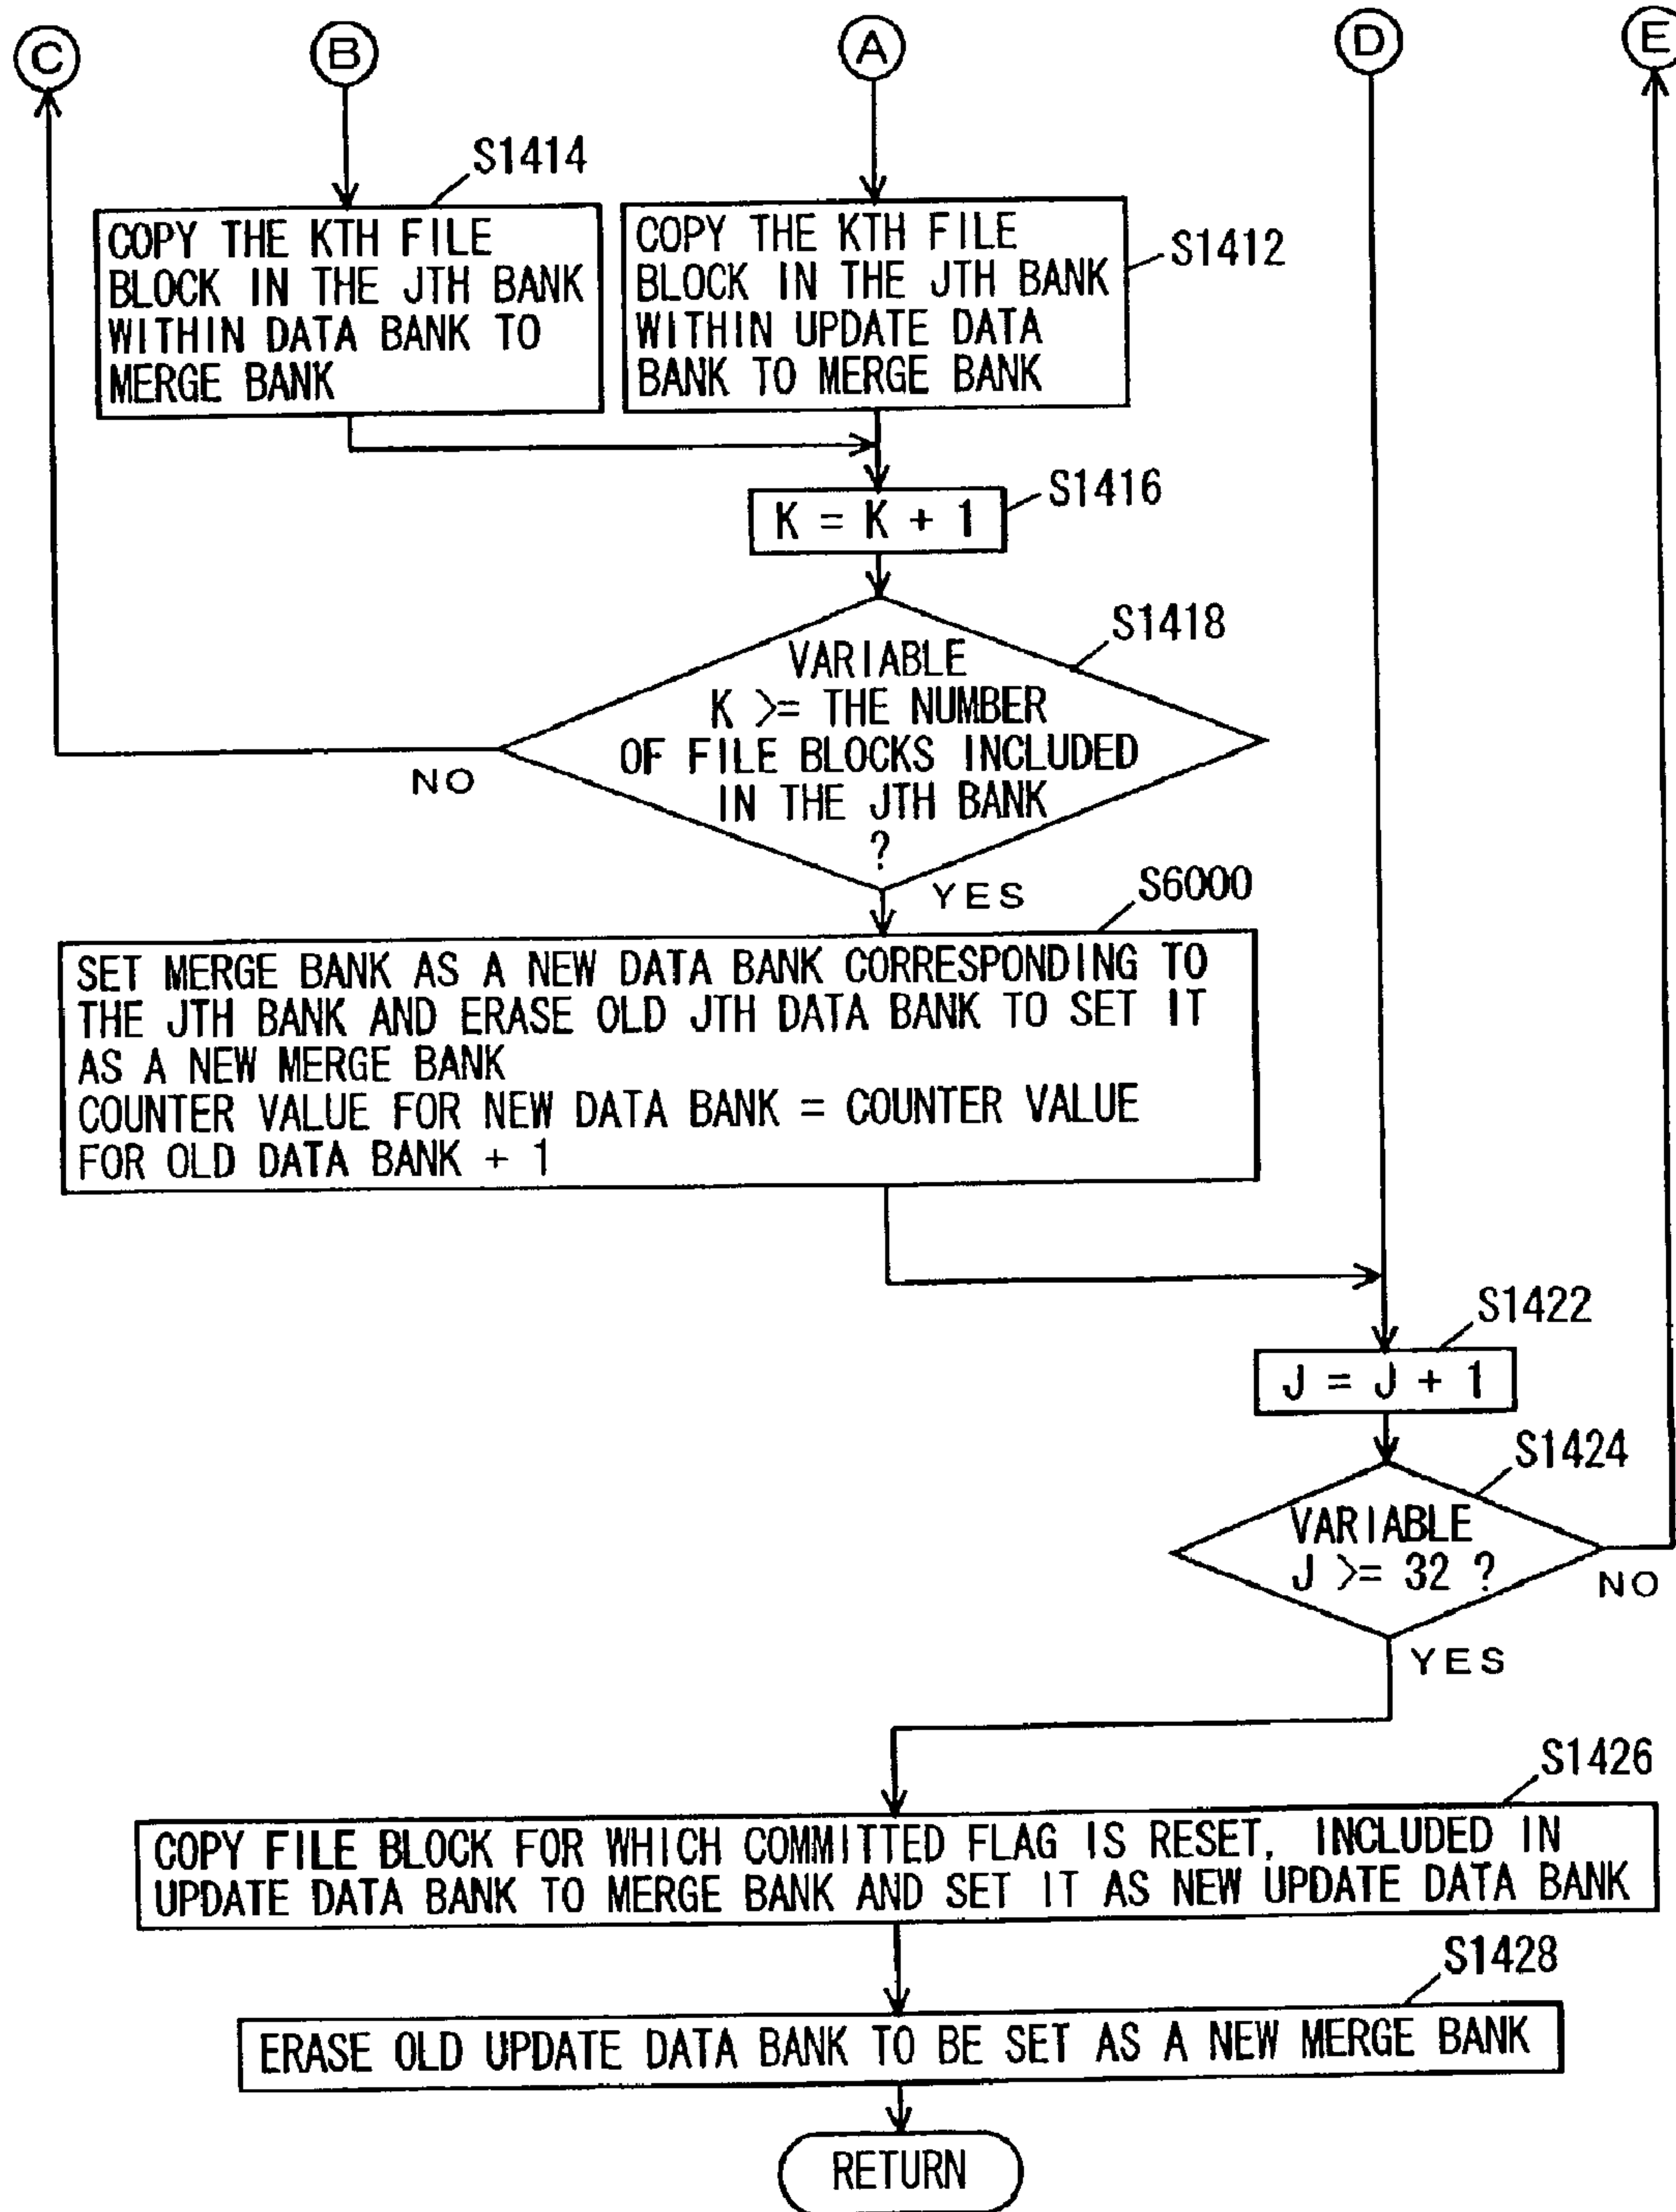 C
B
A
D
E
S1414
COPY THE KTH FILE
BLOCK IN THE JTH BANK
WITHIN DATA BANK TO
MERGE BANK
S1412
COPY THE KTH FILE
BLOCK IN THE JTH BANK
WITHIN UPDATE DATA
BANK TO MERGE BANK
S1416
K = K + 1
S1418
VARIABLE
K >= THE NUMBER
OF FILE BLOCKS INCLUDED
IN THE JTH BANK
?
NO
YES
S6000
SET MERGE BANK AS A NEW DATA BANK CORRESPONDING TO
THE JTH BANK AND ERASE OLD JTH DATA BANK TO SET IT
AS A NEW MERGE BANK
COUNTER VALUE FOR NEW DATA BANK = COUNTER VALUE
FOR OLD DATA BANK + 1
S1422
J = J + 1
S1424
VARIABLE
J >= 32 ?
NO
YES
S1426
COPY FILE BLOCK FOR WHICH COMMITTED FLAG IS RESET, INCLUDED IN
UPDATE DATA BANK TO MERGE BANK AND SET IT AS NEW UPDATE DATA BANK
S1428
ERASE OLD UPDATE DATA BANK TO BE SET AS A NEW MERGE BANK
RETURN